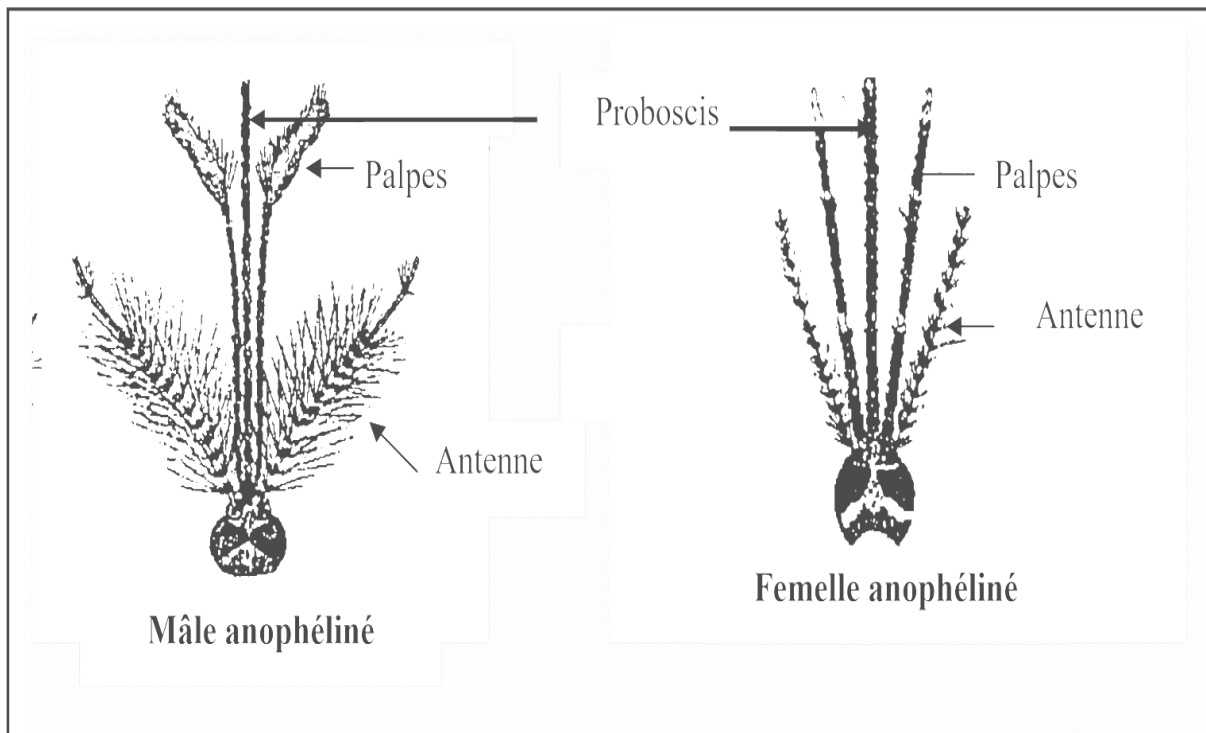 Proboscis
Palpes
Palpes
Antenne
Antenne
Mâle anophéliné
Femelle anophéliné